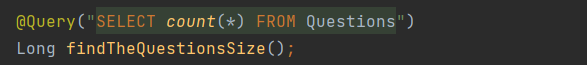 @Query("SELECT count(*) FROM Questions")
Long findTheQuestionsSize();